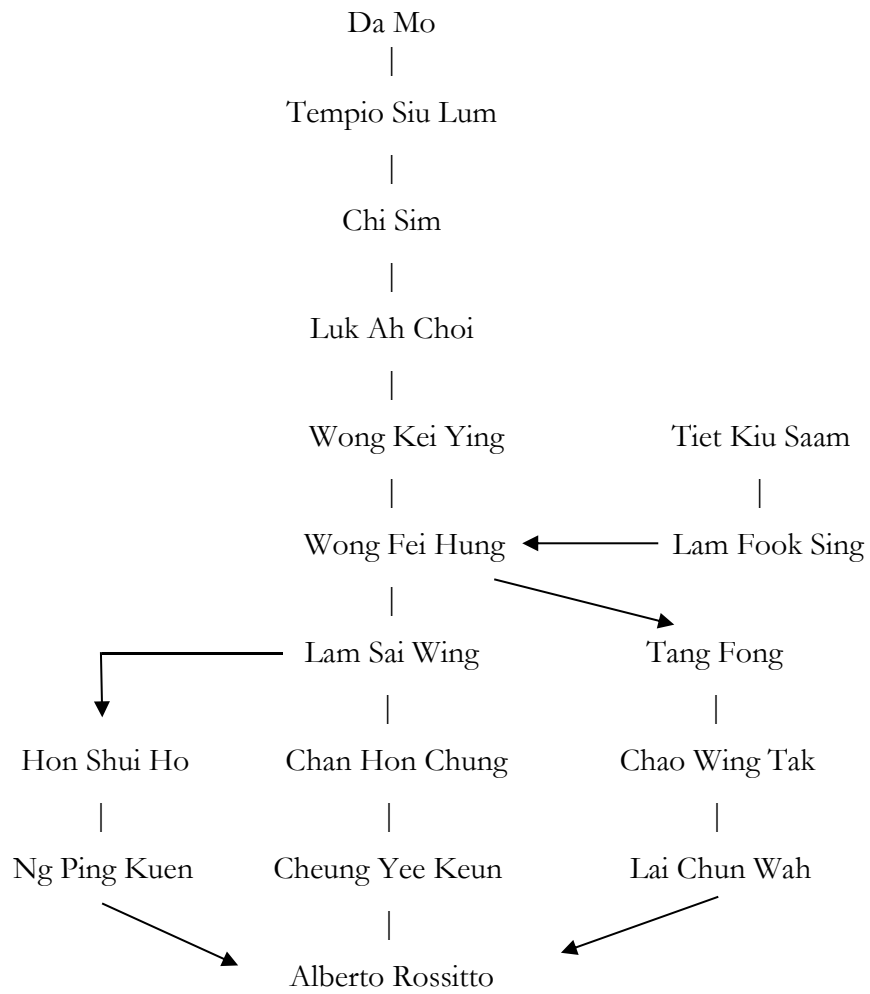 Da Mo
Tempio Siu Lum
Chi Sim
Luk Ah Choi
Wong Kei Ying Tiet Kiu Saam
Wong Fei Hung Lam Fook Sing
Lam Sai Wing Tang Fong
Hon Shui Ho Chan Hon Chung Chao Wing Tak
Ng Ping Kuen Cheung Yee Keun Lai Chun Wah
Alberto Rossitto